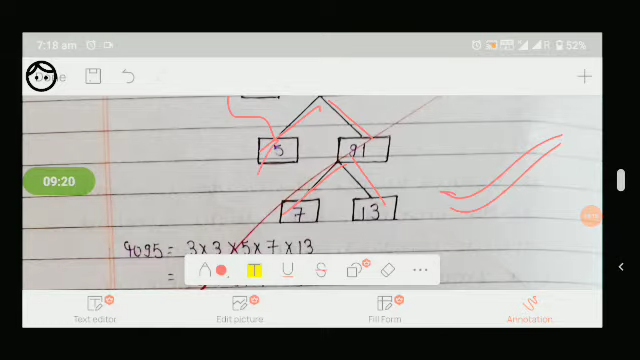 7:18 am R 52%
Done
5 91
09:20
7 13
4095 = 3×3×5×7×13
=
T U S
Text editor Edit picture Fill Form Annotation